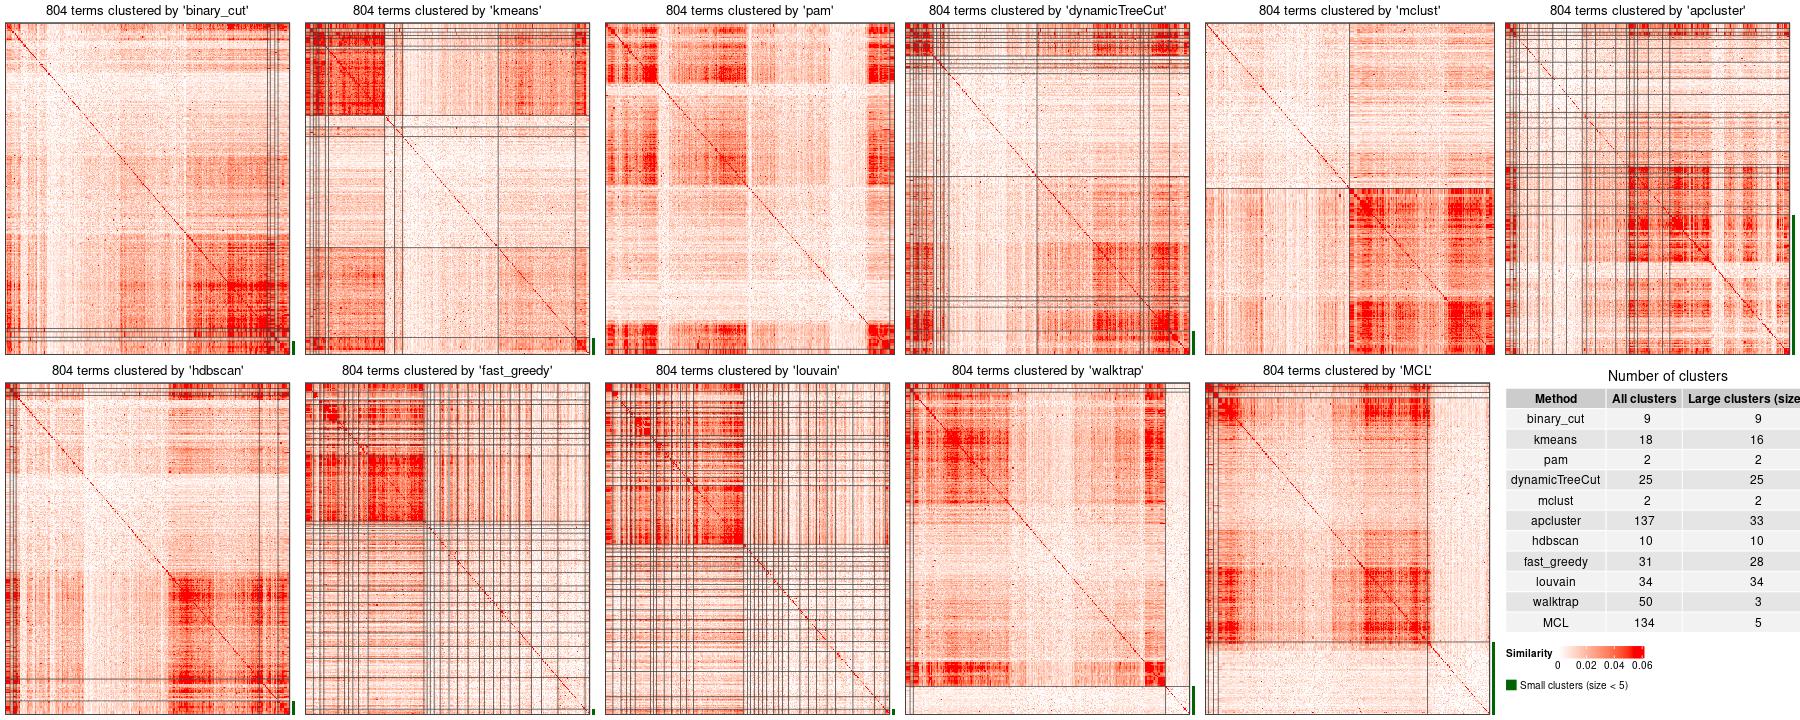 804 terms clustered by 'binary_cut'
804 terms clustered by 'kmeans'
804 terms clustered by 'pam'
804 terms clustered by 'dynamicTreeCut'
804 terms clustered by 'mclust'
804 terms clustered by 'apcluster'
804 terms clustered by 'hdbscan'
804 terms clustered by 'fast_greedy'
804 terms clustered by 'louvain'
804 terms clustered by 'walktrap'
804 terms clustered by 'MCL'
Number of clusters
Method All clusters Large clusters (size
binary_cut 9 9
kmeans 18 16
pam 2 2
dynamicTreeCut 25 25
mclust 2 2
apcluster 137 33
hdbscan 10 10
fast_greedy 31 28
louvain 34 34
walktrap 50 3
MCL 134 5
Similarity
0 0.02 0.04 0.06
Small clusters (size < 5)